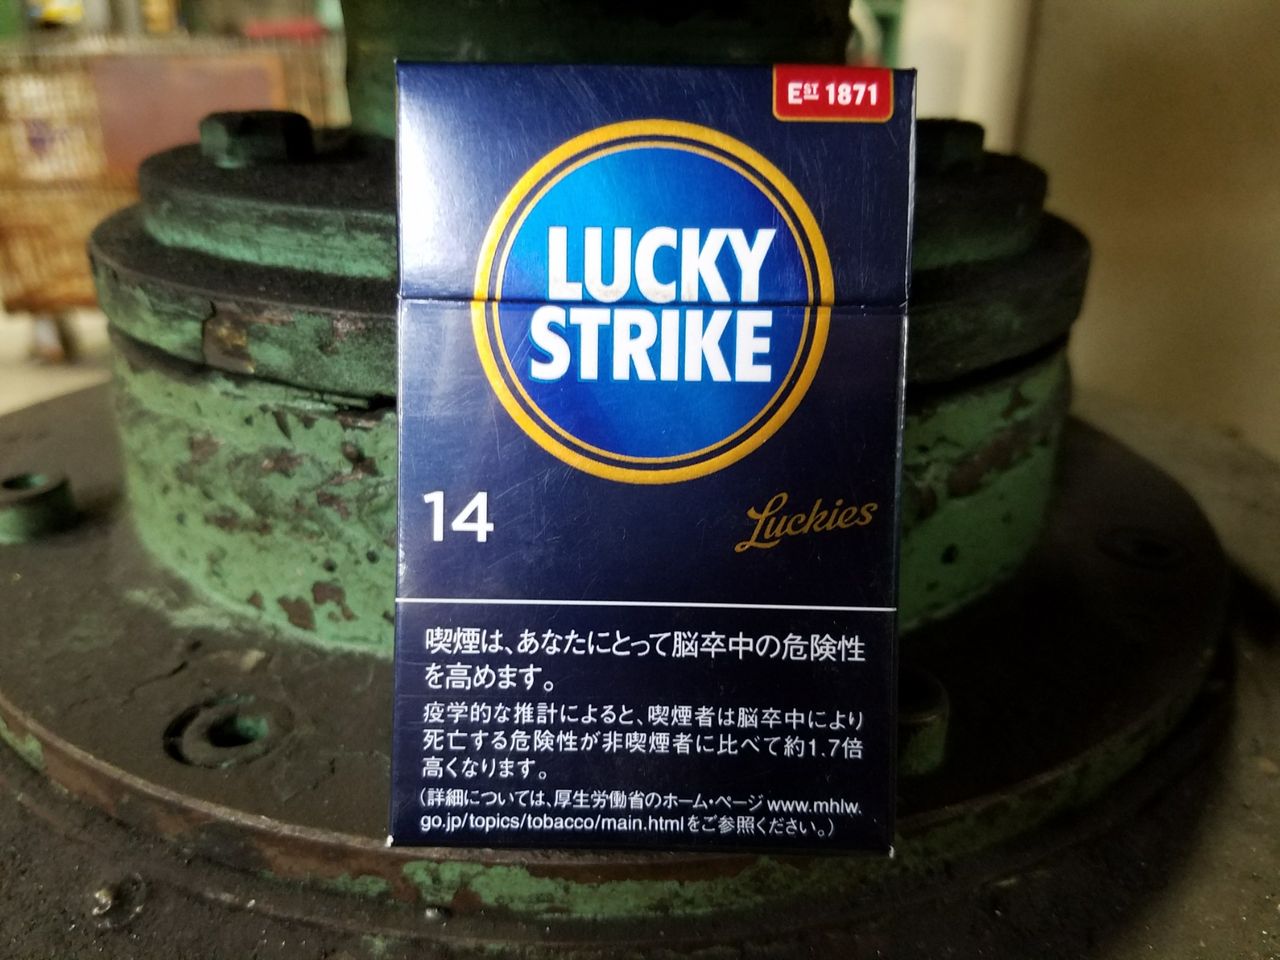 EST 1871
LUCKY
STRIKE
14
Luckies
喫煙は、あなたにとって脳卒中の危険性
を高めます。
疫学的な推計によると、喫煙者は脳卒中により
死亡する危険性が非喫煙者に比べて約1.7倍
高くなります。
(詳細については、厚生労働省のホーム・ページ www.mhlw.
go.jp/topics/tobacco/main.htmlをご参照ください。)